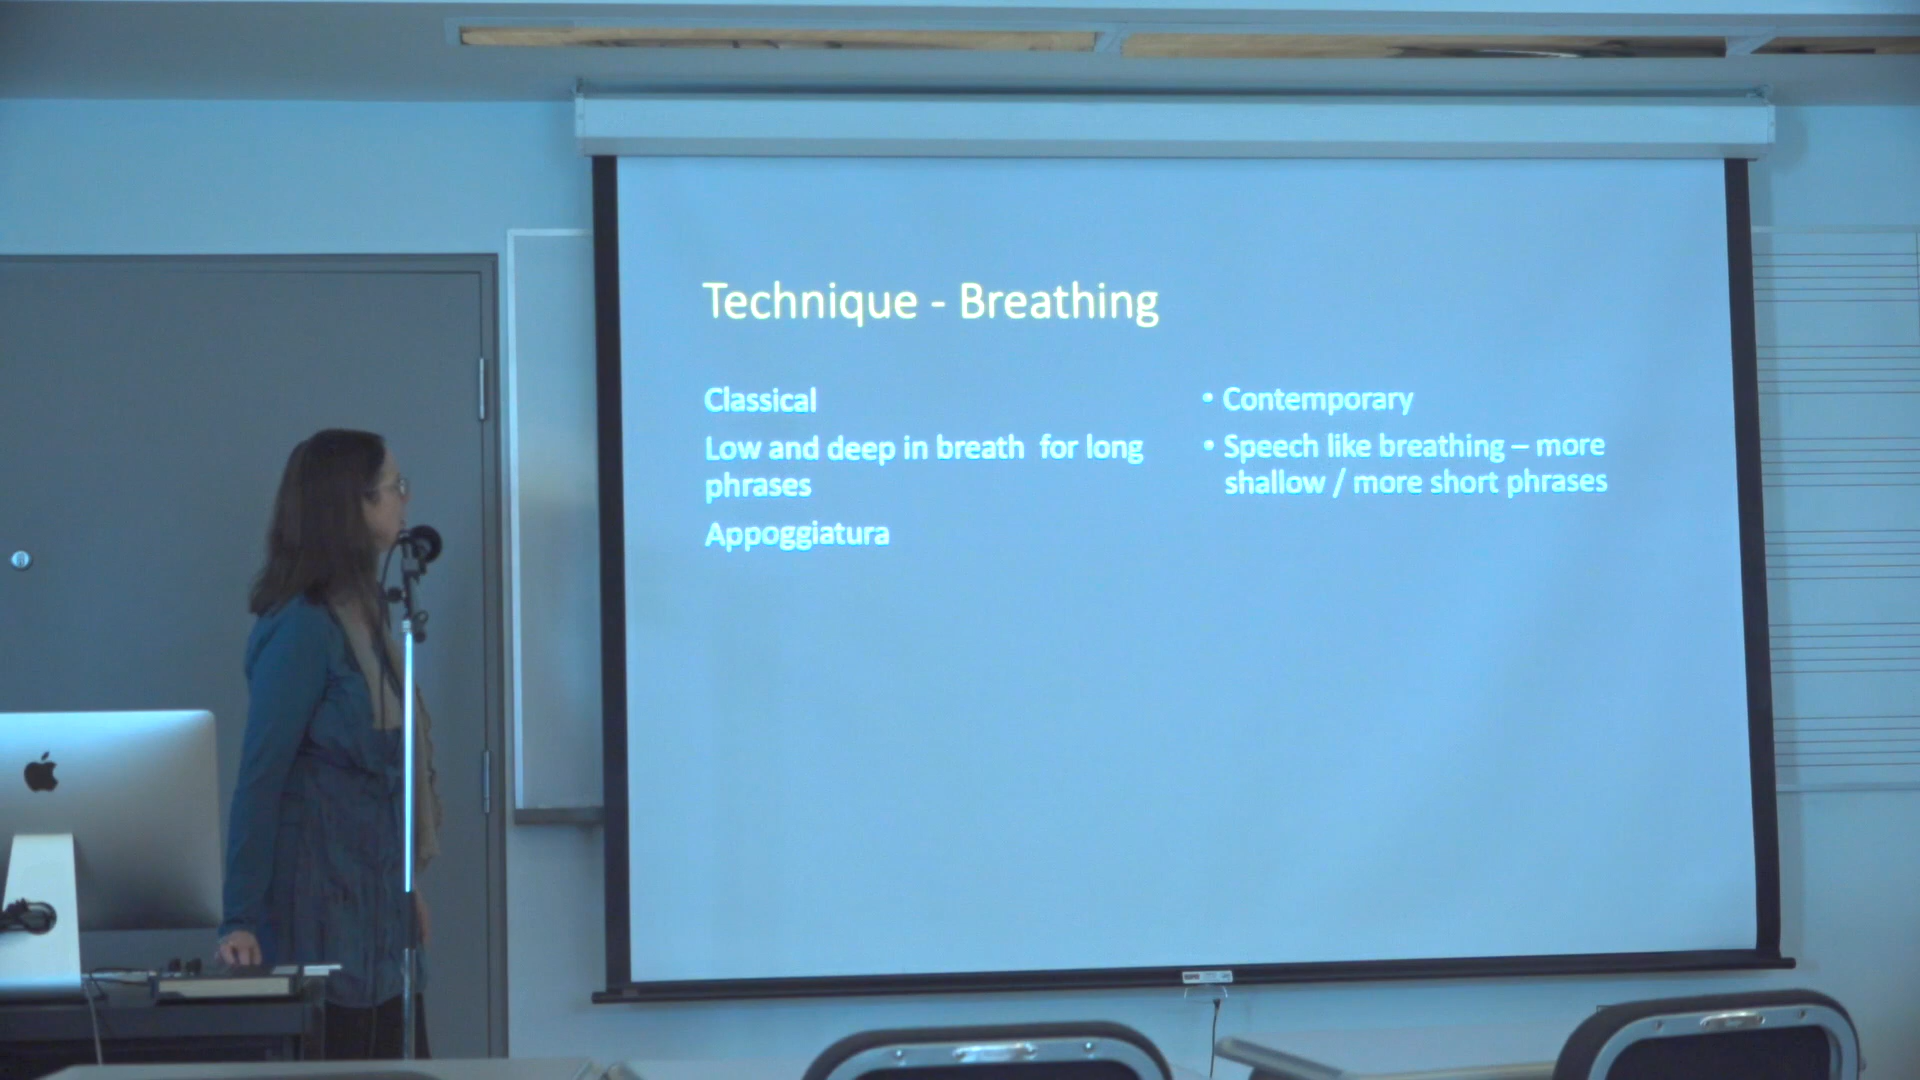 Technique - Breathing
Classical
Low and deep in breath for long
phrases
Appoggiatura
• Contemporary
• Speech like breathing – more
shallow / more short phrases